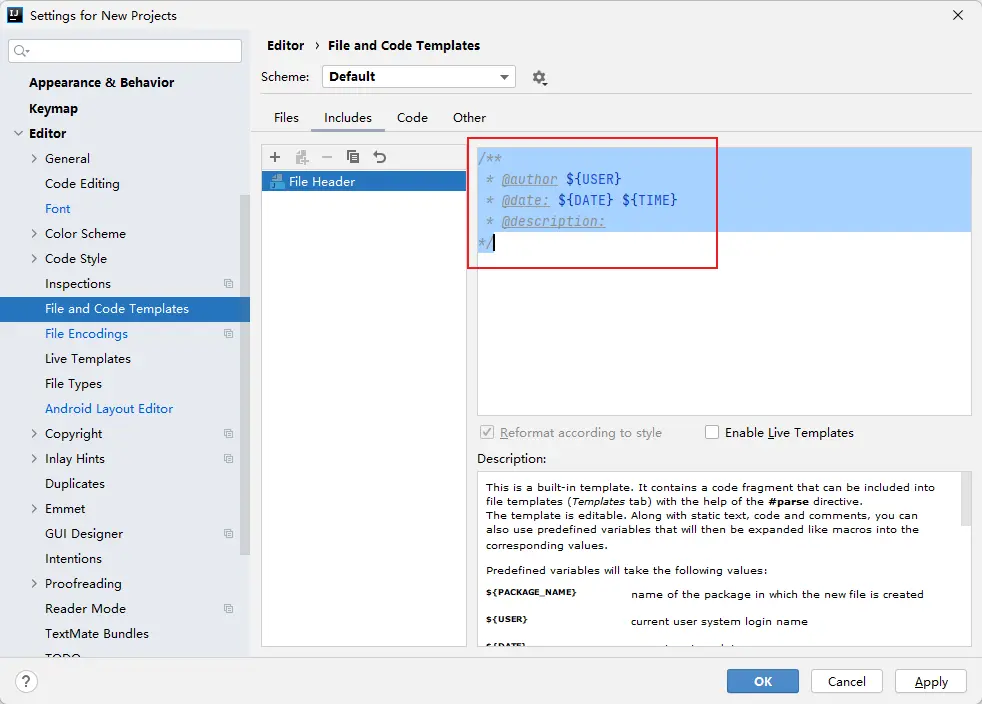 Settings for New Projects
Appearance & Behavior
Keymap
Editor
General
Code Editing
Font
Color Scheme
Code Style
Inspections
File and Code Templates
File Encodings
Live Templates
File Types
Android Layout Editor
Copyright
Inlay Hints
Duplicates
Emmet
GUI Designer
Intentions
Proofreading
Reader Mode
TextMate Bundles
TODO
Editor › File and Code Templates
Scheme: Default
Files Includes Code Other
File Header
/**
* @author ${USER}
* @date: ${DATE} ${TIME}
* @description:
*/
Reformat according to style Enable Live Templates
Description:
This is a built-in template. It contains a code fragment that can be included into
file templates (Templates tab) with the help of the #parse directive.
The template is editable. Along with static text, code and comments, you can
also use predefined variables that will then be expanded like macros into the
corresponding values.
Predefined variables will take the following values:
${PACKAGE_NAME} name of the package in which the new file is created
${USER} current user system login name
${DATE}
? OK Cancel Apply